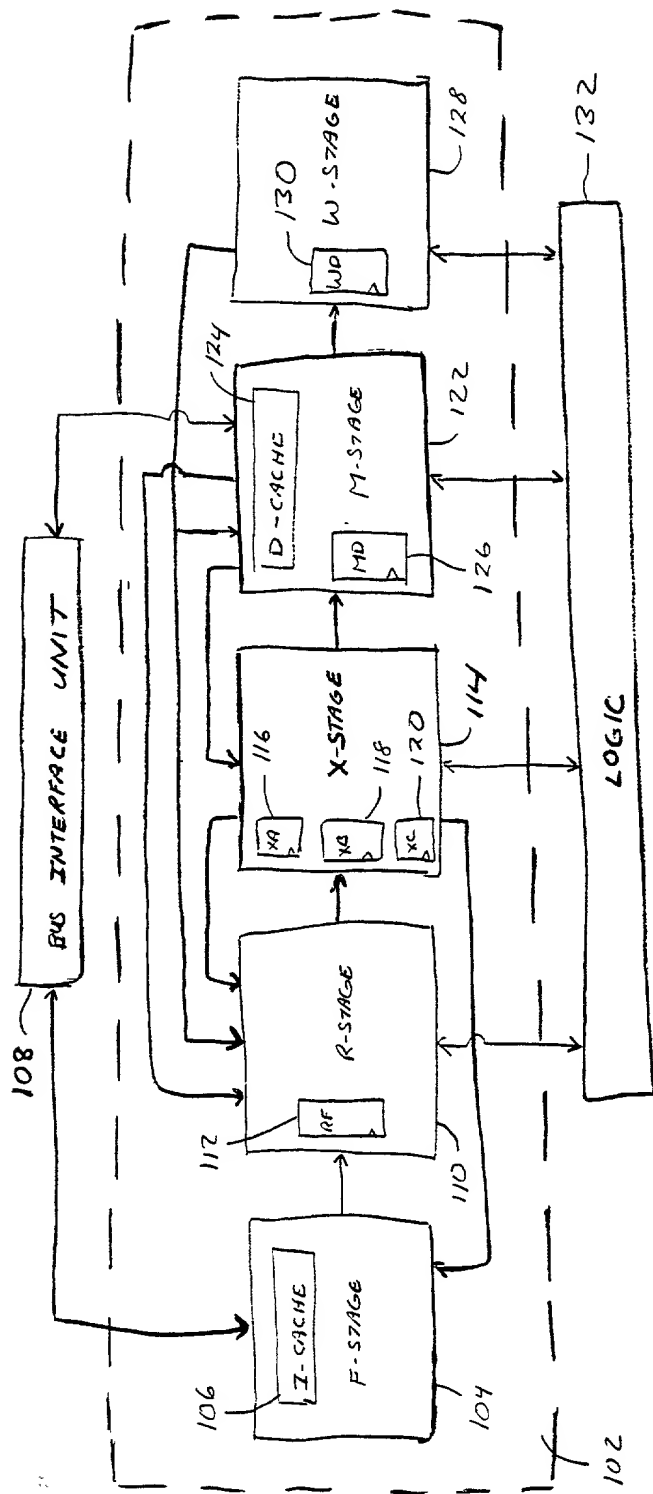 108
BUS INTERFACE UNIT
102
104
106
I-CACHE
F-STAGE
110
112
RF
R-STAGE
114
116
XA
118
XB
120
XC
X-STAGE
122
124
D-CACHE
126
MD
M-STAGE
128
130
WD
W-STAGE
132
LOGIC